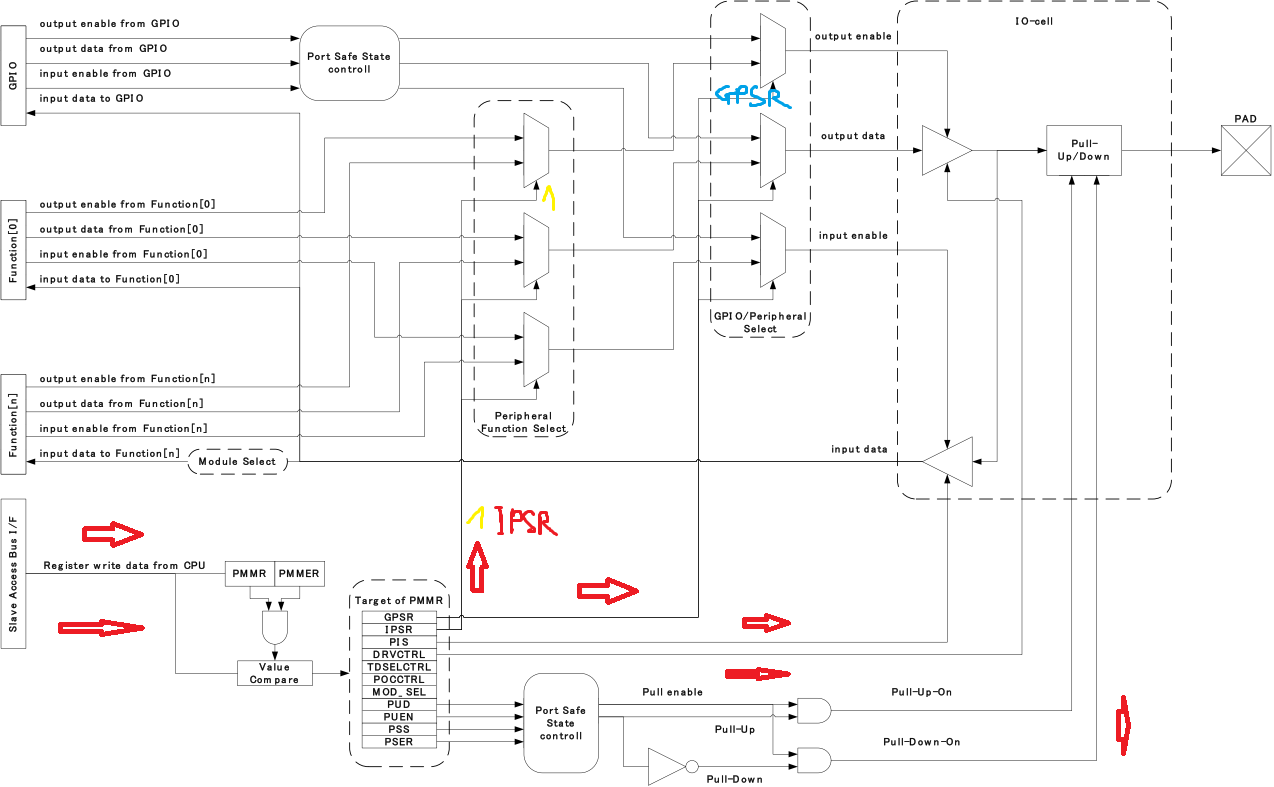 output enable from GPIO
output data from GPIO
input enable from GPIO
input data to GPIO
GPIO
Port Safe State
controll
output enable
IO-cell
GPSR
output data
Pull-
Up/Down
PAD
input enable
GPIO/Peripheral
Select
1
Function[0]
output enable from Function[0]
output data from Function[0]
input enable from Function[0]
input data to Function[0]
Function[n]
output enable from Function[n]
output data from Function[n]
input enable from Function[n]
input data to Function[n]
Module Select
Peripheral
Function Select
input data
1 IPSR
Slave Access Bus I/F
Register write data from CPU
PMMR PMMER
Value
Compare
Target of PMMR
GPSR
IPSR
PIS
DRVCTRL
TDSELCTRL
POCCTRL
MOD_SEL
PUD
PUEN
PSS
PSER
Port Safe
State
controll
Pull enable
Pull-Up
Pull-Down
Pull-Up-On
Pull-Down-On